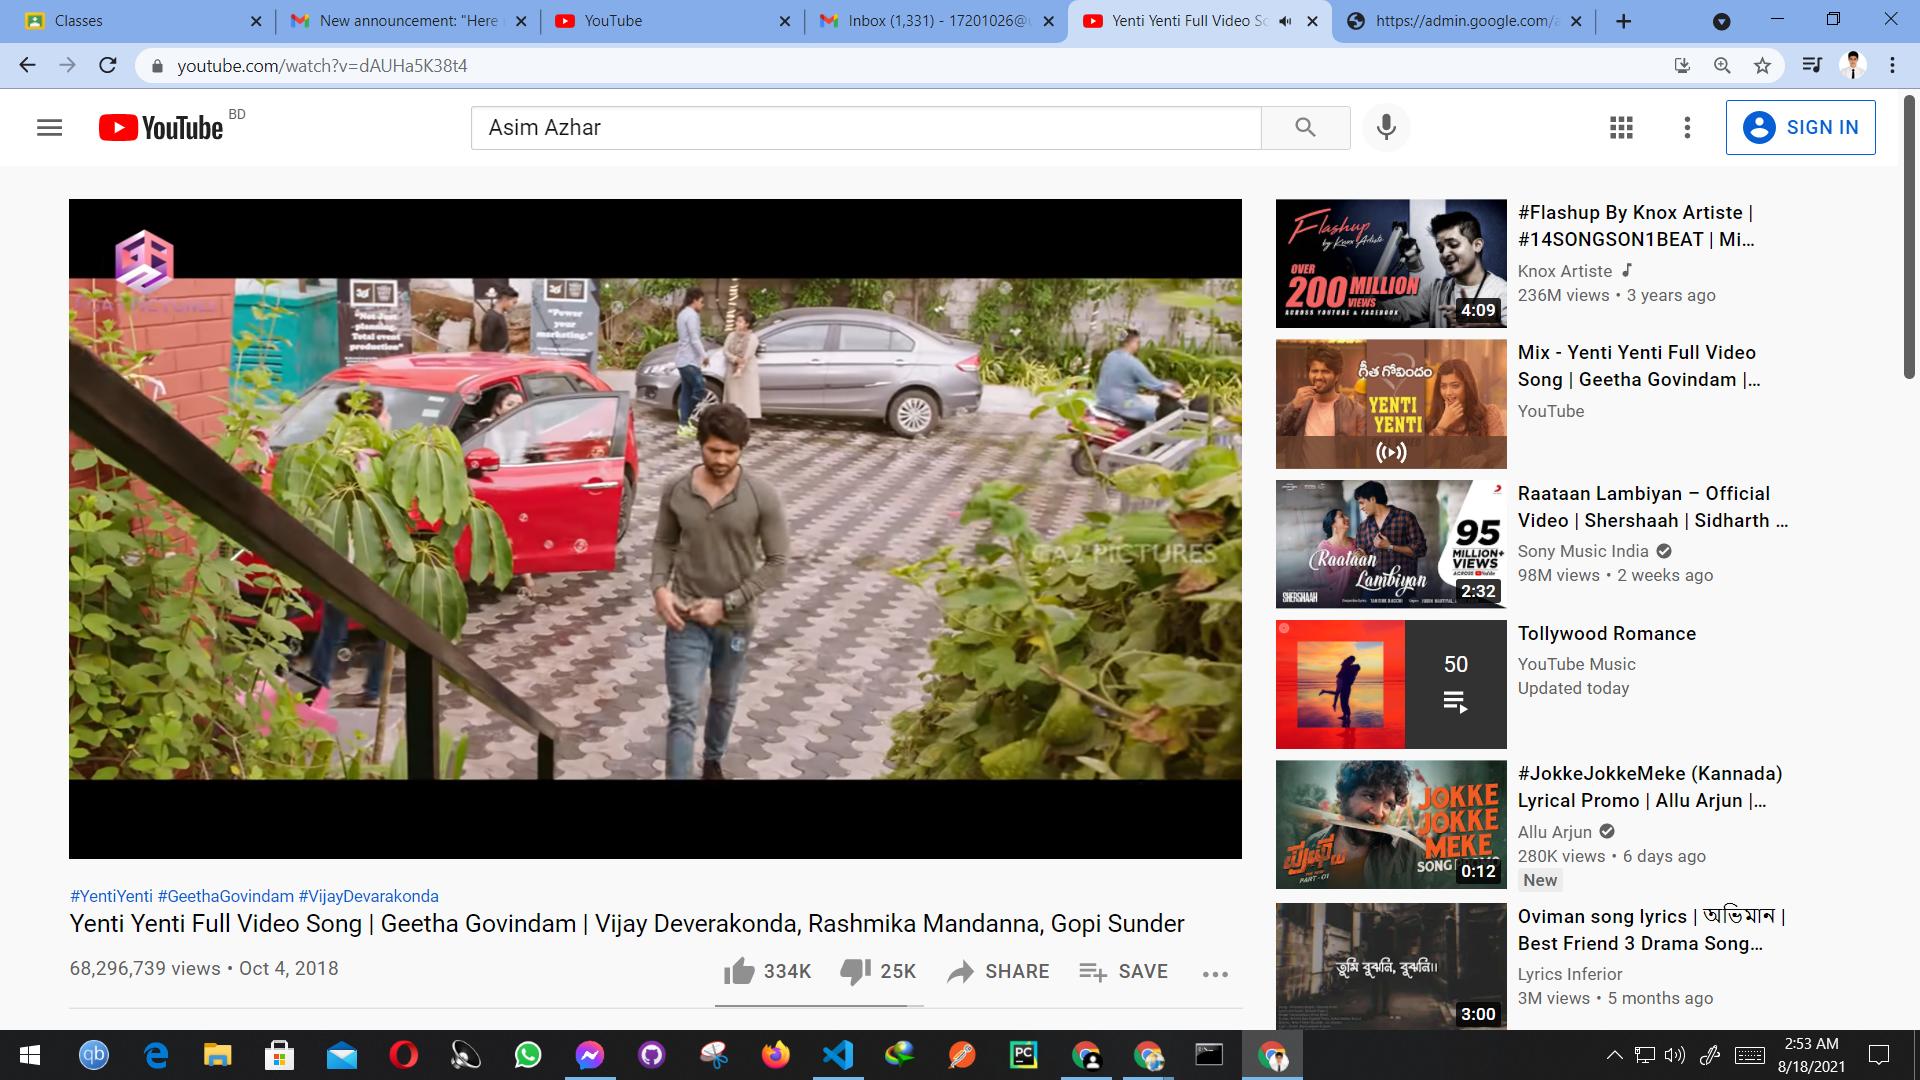 Classes
New announcement: "Here
YouTube
Inbox (1,331) - 17201026@
Yenti Yenti Full Video So
https://admin.google.com/a
youtube.com/watch?v=dAUHa5K38t4
YouTube BD
Asim Azhar
SIGN IN
"Not Just
planning,
Total event
production"
"Power
your
marketing."
GA2 PICTURES
#YentiYenti #GeethaGovindam #VijayDevarakonda
Yenti Yenti Full Video Song | Geetha Govindam | Vijay Deverakonda, Rashmika Mandanna, Gopi Sunder
68,296,739 views • Oct 4, 2018
334K
25K
SHARE
SAVE
Flashup
by Knox Artiste
OVER
200 MILLION
VIEWS
ACROSS YOUTUBE & FACEBOOK
4:09
#Flashup By Knox Artiste |
#14SONGSON1BEAT | Mi...
Knox Artiste
236M views • 3 years ago
గీత గోవిందం
YENTI
YENTI
Mix - Yenti Yenti Full Video
Song | Geetha Govindam |...
YouTube
95
MILLION+
VIEWS
ACROSS YouTube
Raataan
Lambiyan
SHERSHAAH
2:32
Raataan Lambiyan – Official
Video | Shershaah | Sidharth ...
Sony Music India
98M views • 2 weeks ago
50
Tollywood Romance
YouTube Music
Updated today
JOKKE
JOKKE
MEKE
SONG PROMO
ಪುಷ್ಪ
PART-01
0:12
#JokkeJokkeMeke (Kannada)
Lyrical Promo | Allu Arjun |...
Allu Arjun
280K views • 6 days ago
New
তুমি বুঝনি, বুঝনি।।
3:00
Oviman song lyrics | অভিমান |
Best Friend 3 Drama Song...
Lyrics Inferior
3M views • 5 months ago
qb
PC
2:53 AM
8/18/2021